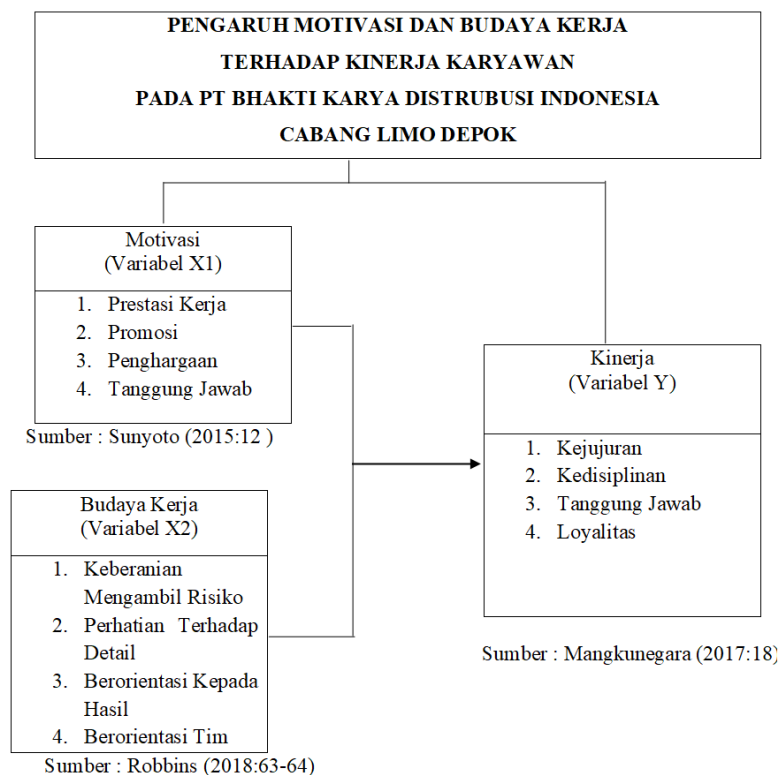 PENGARUH MOTIVASI DAN BUDAYA KERJA
TERHADAP KINERJA KARYAWAN
PADA PT BHAKTI KARYA DISTRUBUSI INDONESIA
CABANG LIMO DEPOK
Motivasi
(Variabel X1)
1. Prestasi Kerja
2. Promosi
3. Penghargaan
4. Tanggung Jawab
Sumber : Sunyoto (2015:12 )
Budaya Kerja
(Variabel X2)
1. Keberanian
Mengambil Risiko
2. Perhatian Terhadap
Detail
3. Berorientasi Kepada
Hasil
4. Berorientasi Tim
Sumber : Robbins (2018:63-64)
Kinerja
(Variabel Y)
1. Kejujuran
2. Kedisiplinan
3. Tanggung Jawab
4. Loyalitas
Sumber : Mangkunegara (2017:18)